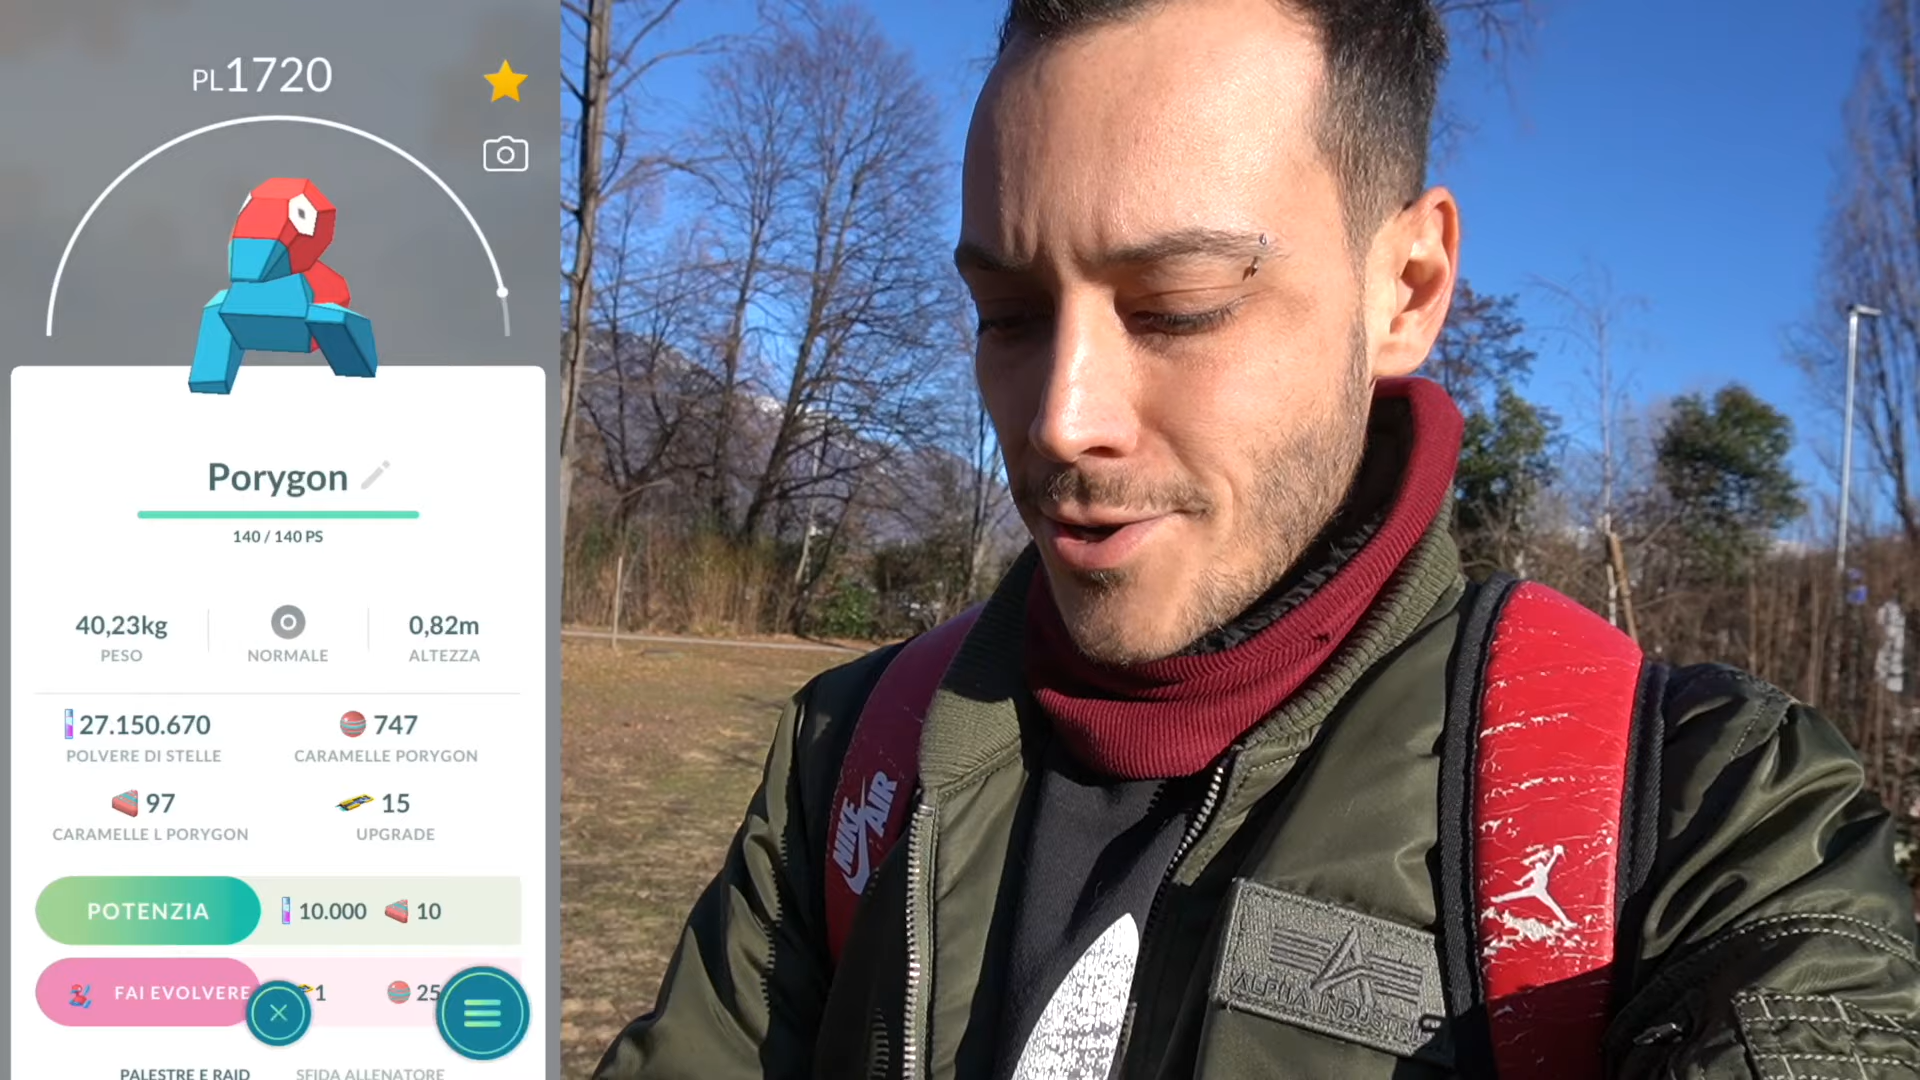 PL1720
Porygon
140 / 140 PS
40,23kg
PESO
NORMALE
0,82m
ALTEZZA
27.150.670
POLVERE DI STELLE
747
CARAMELLE PORYGON
97
CARAMELLE L PORYGON
15
UPGRADE
POTENZIA
10.000
10
FAI EVOLVERE
1
25
PALESTRE E RAID
SFIDA ALLENATORE
NIKE
AIR
ALPHA INDUSTRI